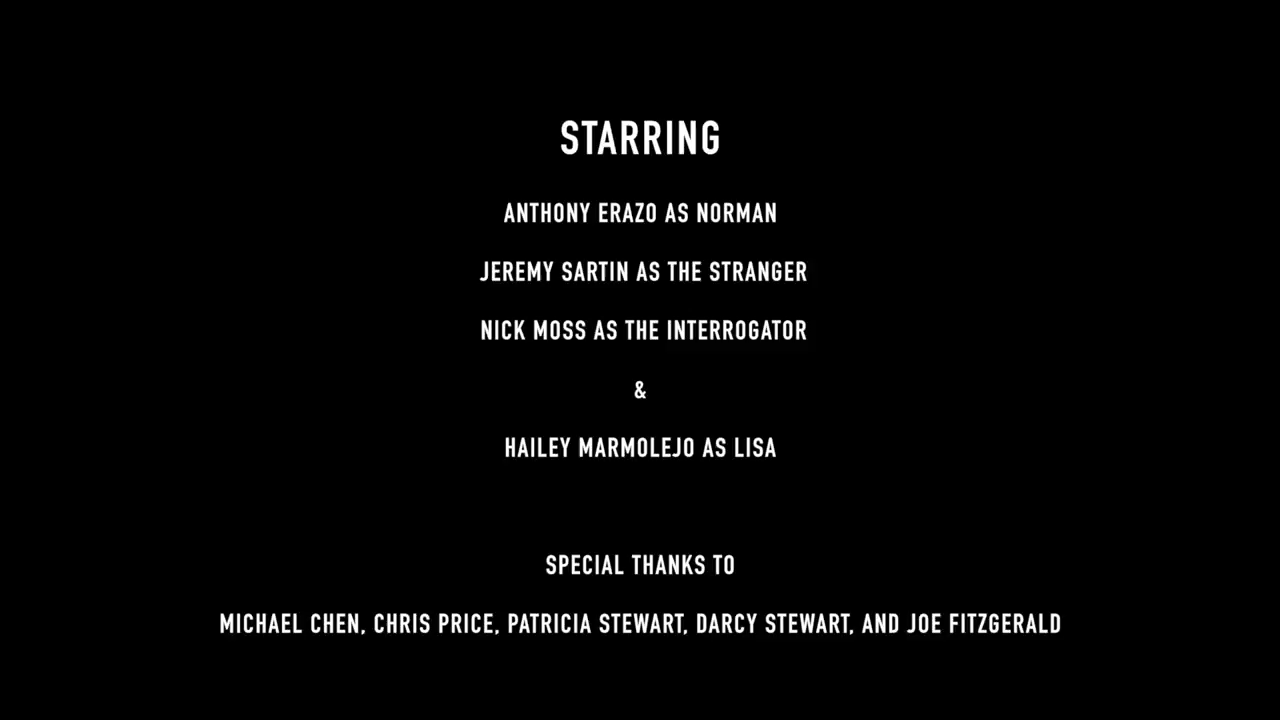 STARRING
ANTHONY ERAZO AS NORMAN
JEREMY SARTIN AS THE STRANGER
NICK MOSS AS THE INTERROGATOR
&
HAILEY MARMOLEJO AS LISA
SPECIAL THANKS TO
MICHAEL CHEN, CHRIS PRICE, PATRICIA STEWART, DARCY STEWART, AND JOE FITZGERALD